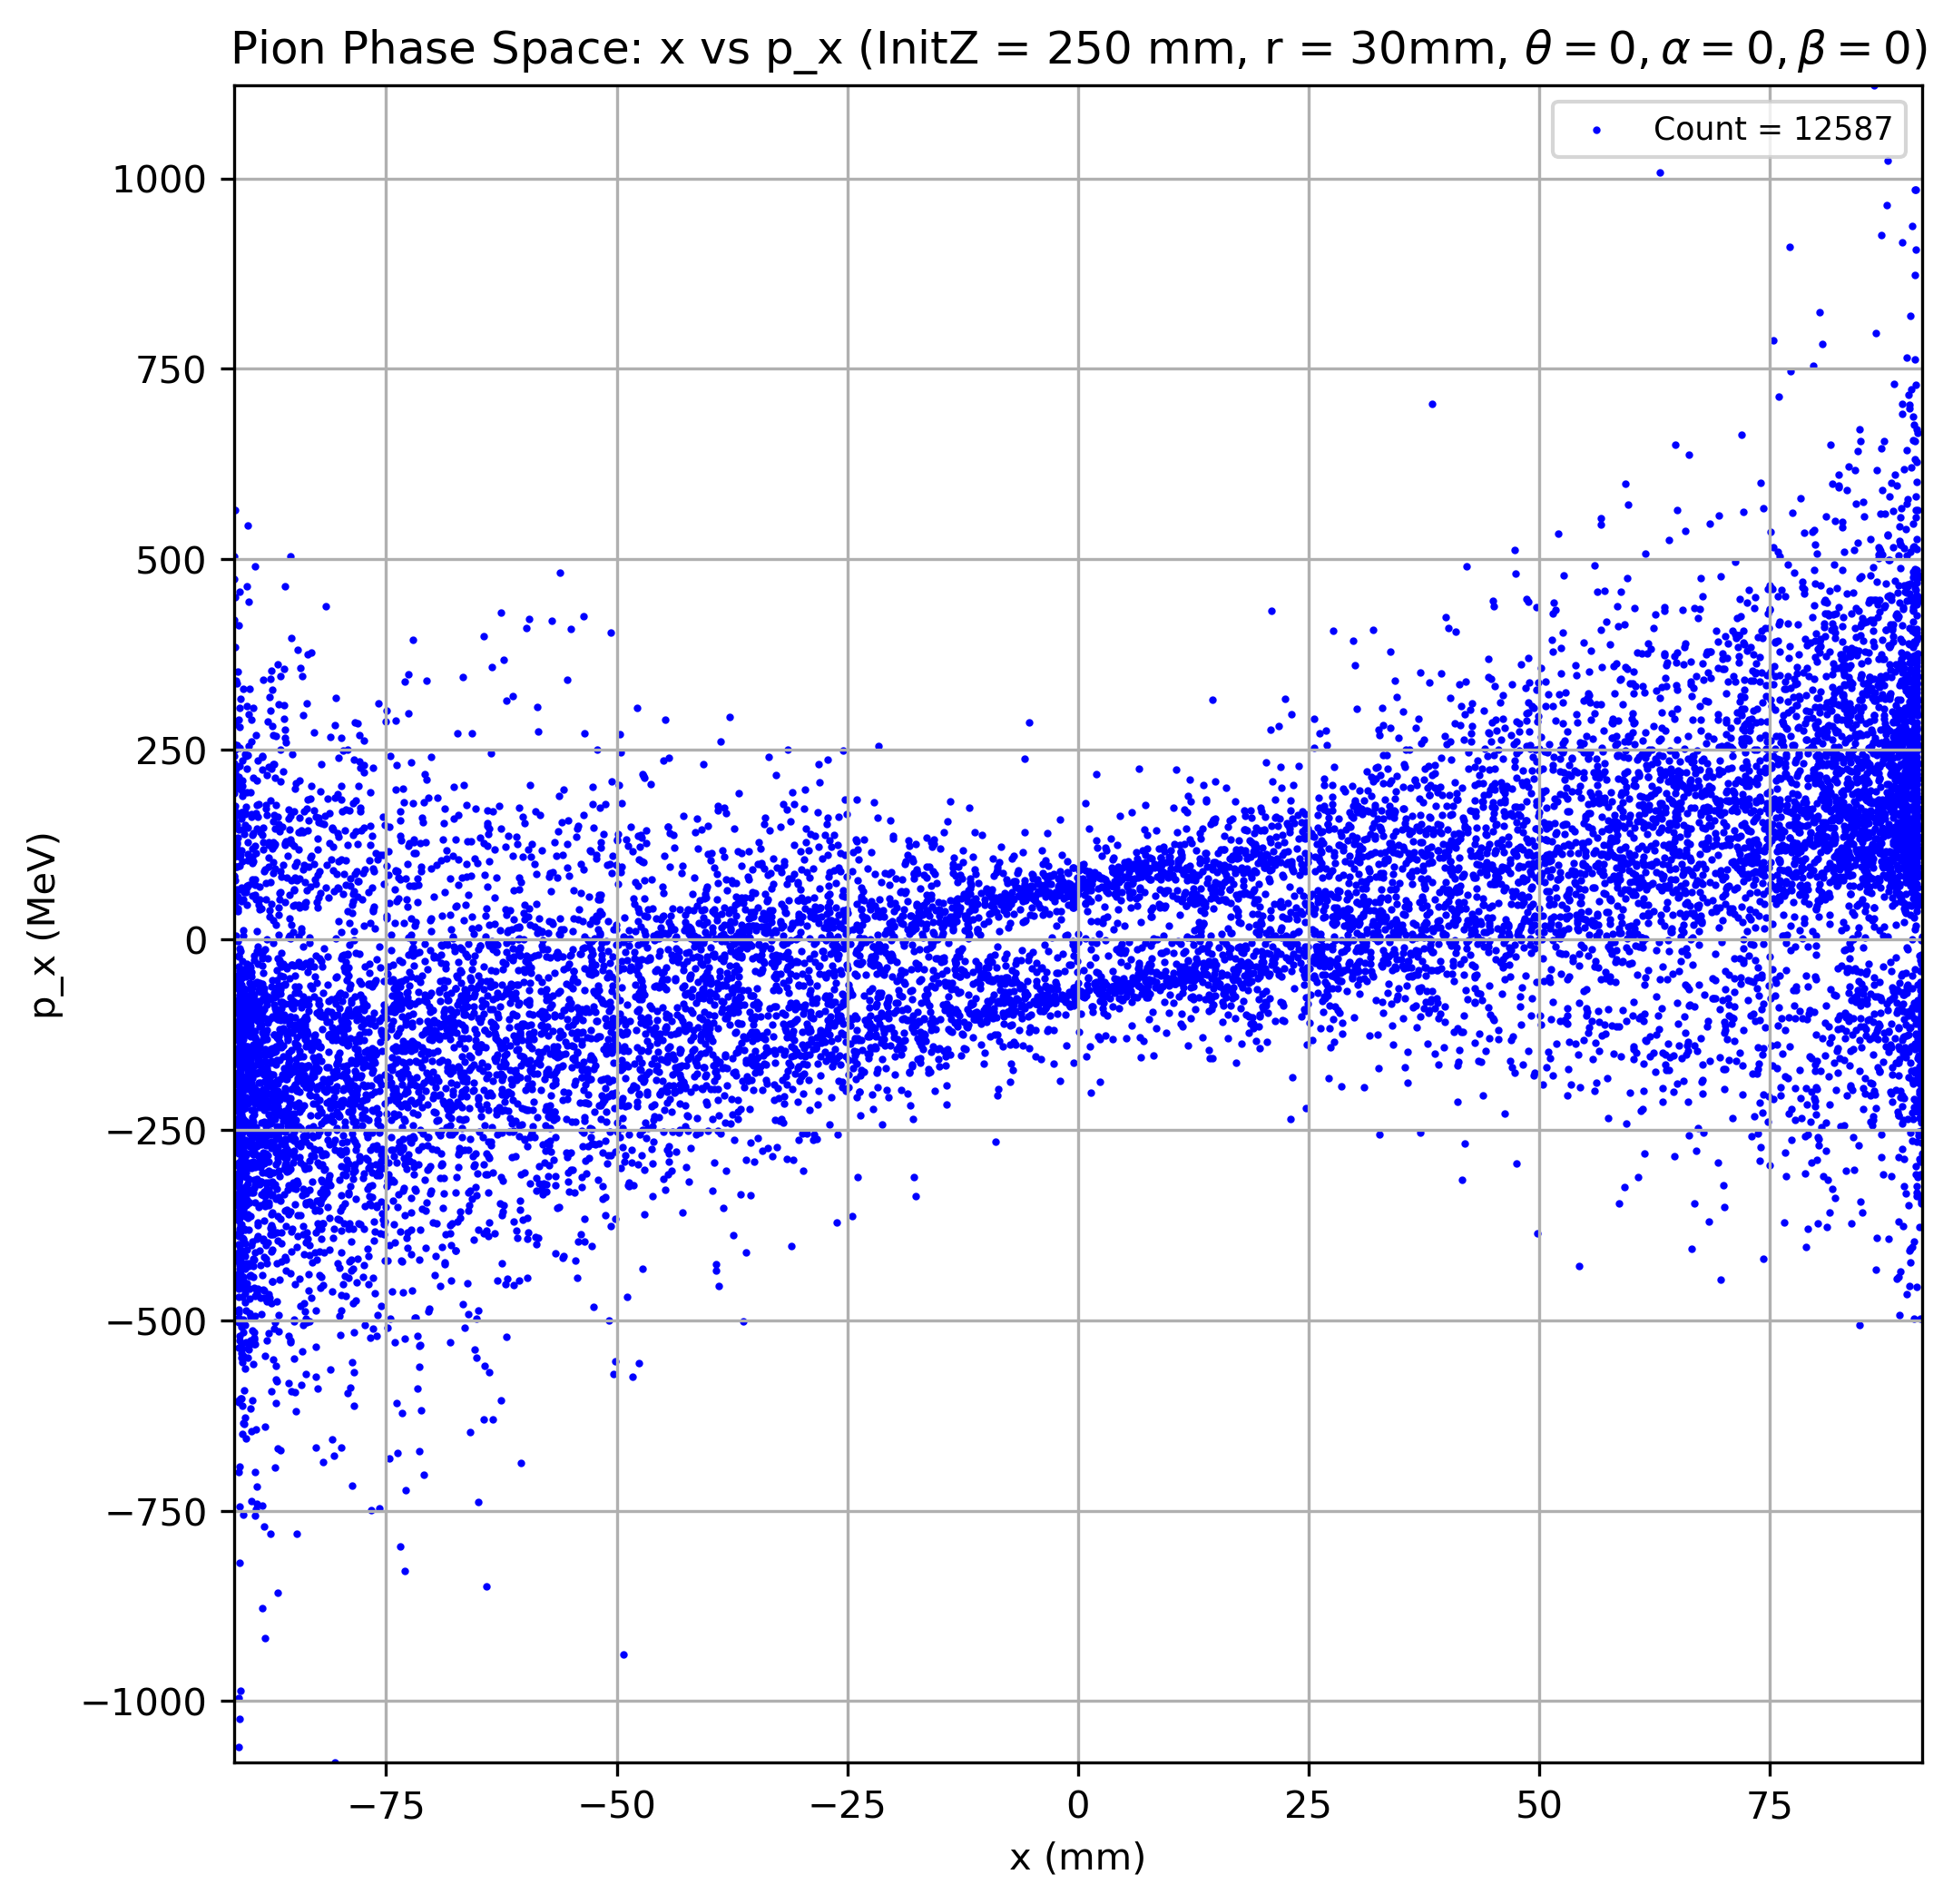 Pion Phase Space: x vs p_x (InitZ = 250 mm, r = 30mm, θ = 0, α = 0, β = 0)
Count = 12587
1000
750
500
250
0
−250
−500
−750
−1000
p_x (MeV)
−75 −50 −25 0 25 50 75
x (mm)